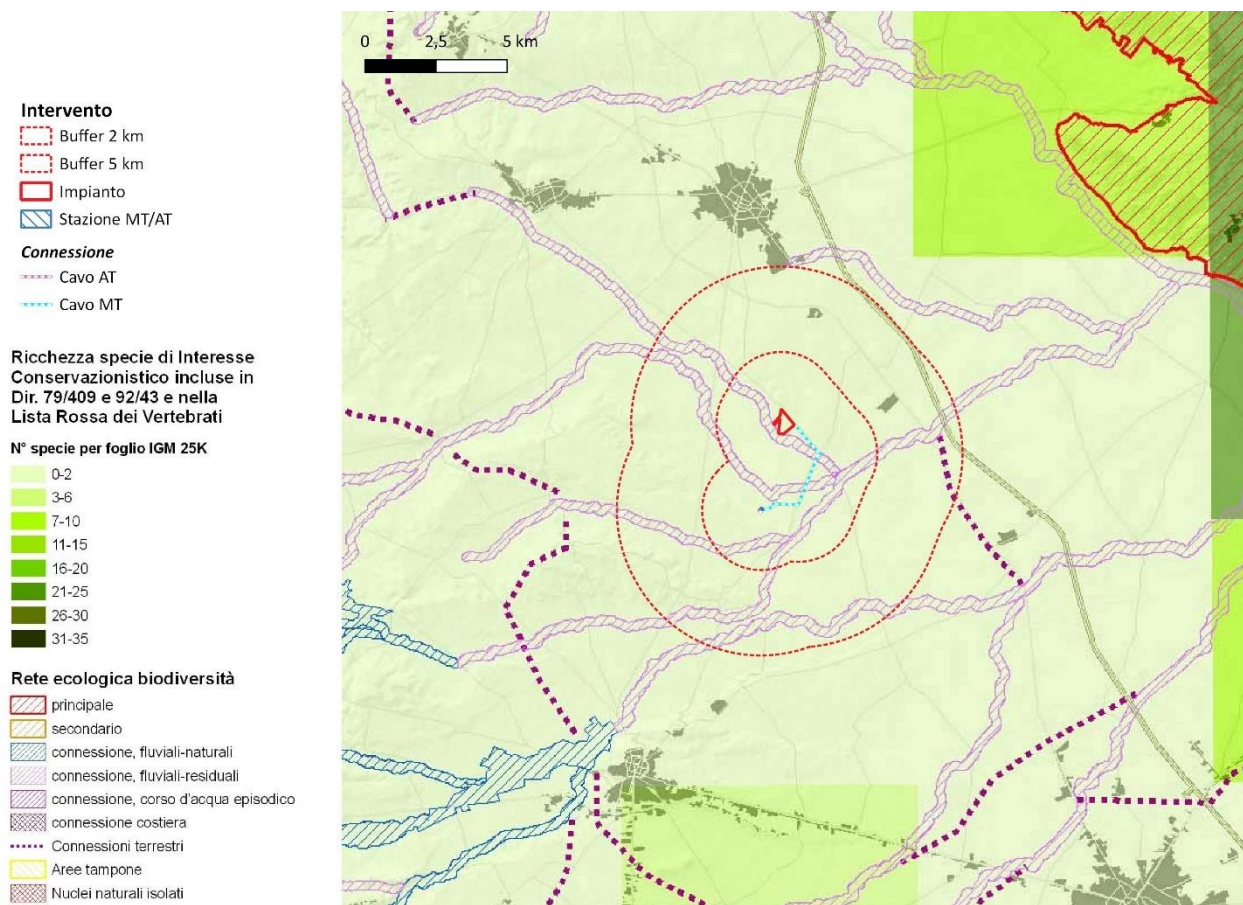 0 2,5 5 km
Intervento
Buffer 2 km
Buffer 5 km
Impianto
Stazione MT/AT
Connessione
Cavo AT
Cavo MT
Ricchezza specie di Interesse
Conservazionistico incluse in
Dir. 79/409 e 92/43 e nella
Lista Rossa dei Vertebrati
N° specie per foglio IGM 25K
0-2
3-6
7-10
11-15
16-20
21-25
26-30
31-35
Rete ecologica biodiversità
principale
secondario
connessione, fluviali-naturali
connessione, fluviali-residuali
connessione, corso d'acqua episodico
connessione costiera
Connessioni terrestri
Aree tampone
Nuclei naturali isolati